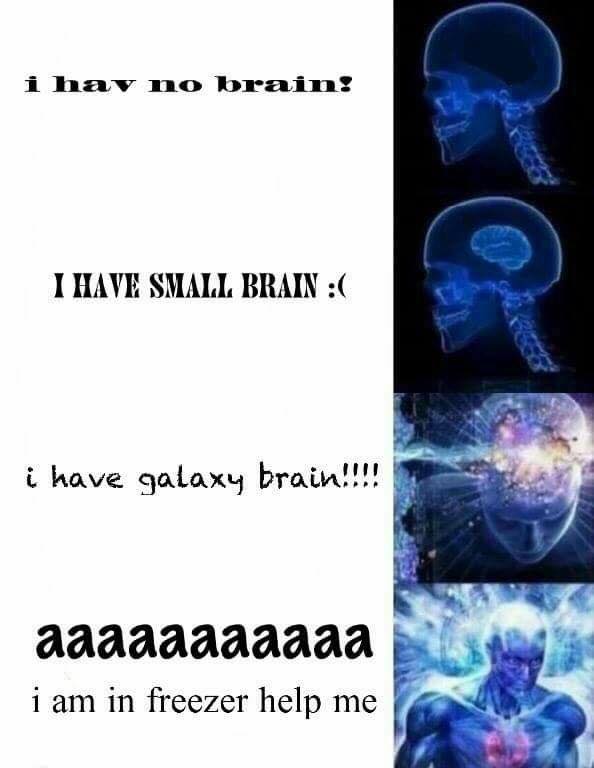 i hav no brain!
I HAVE SMALL BRAIN :(
i have galaxy brain!!!!
aaaaaaaaaaa
i am in freezer help me